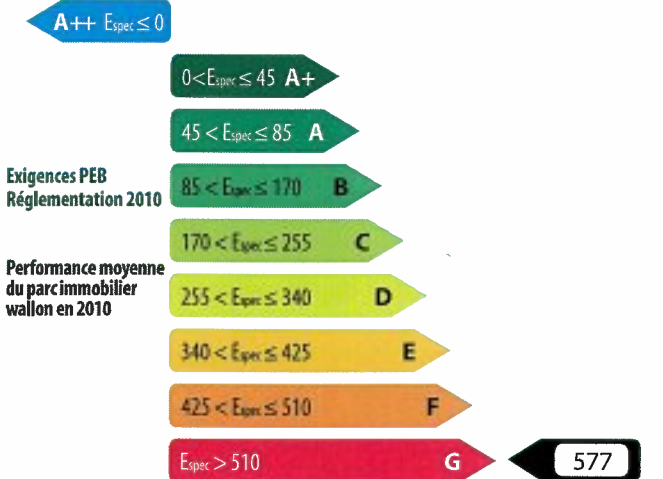 A++ Espec ≤ 0
0 < Espec ≤ 45 A+
45 < Espec ≤ 85 A
Exigences PEB
Réglementation 2010
85 < Espec ≤ 170 B
170 < Espec ≤ 255 C
Performance moyenne
du parc immobilier
wallon en 2010
255 < Espec ≤ 340 D
340 < Espec ≤ 425 E
425 < Espec ≤ 510 F
Espec > 510 G 577